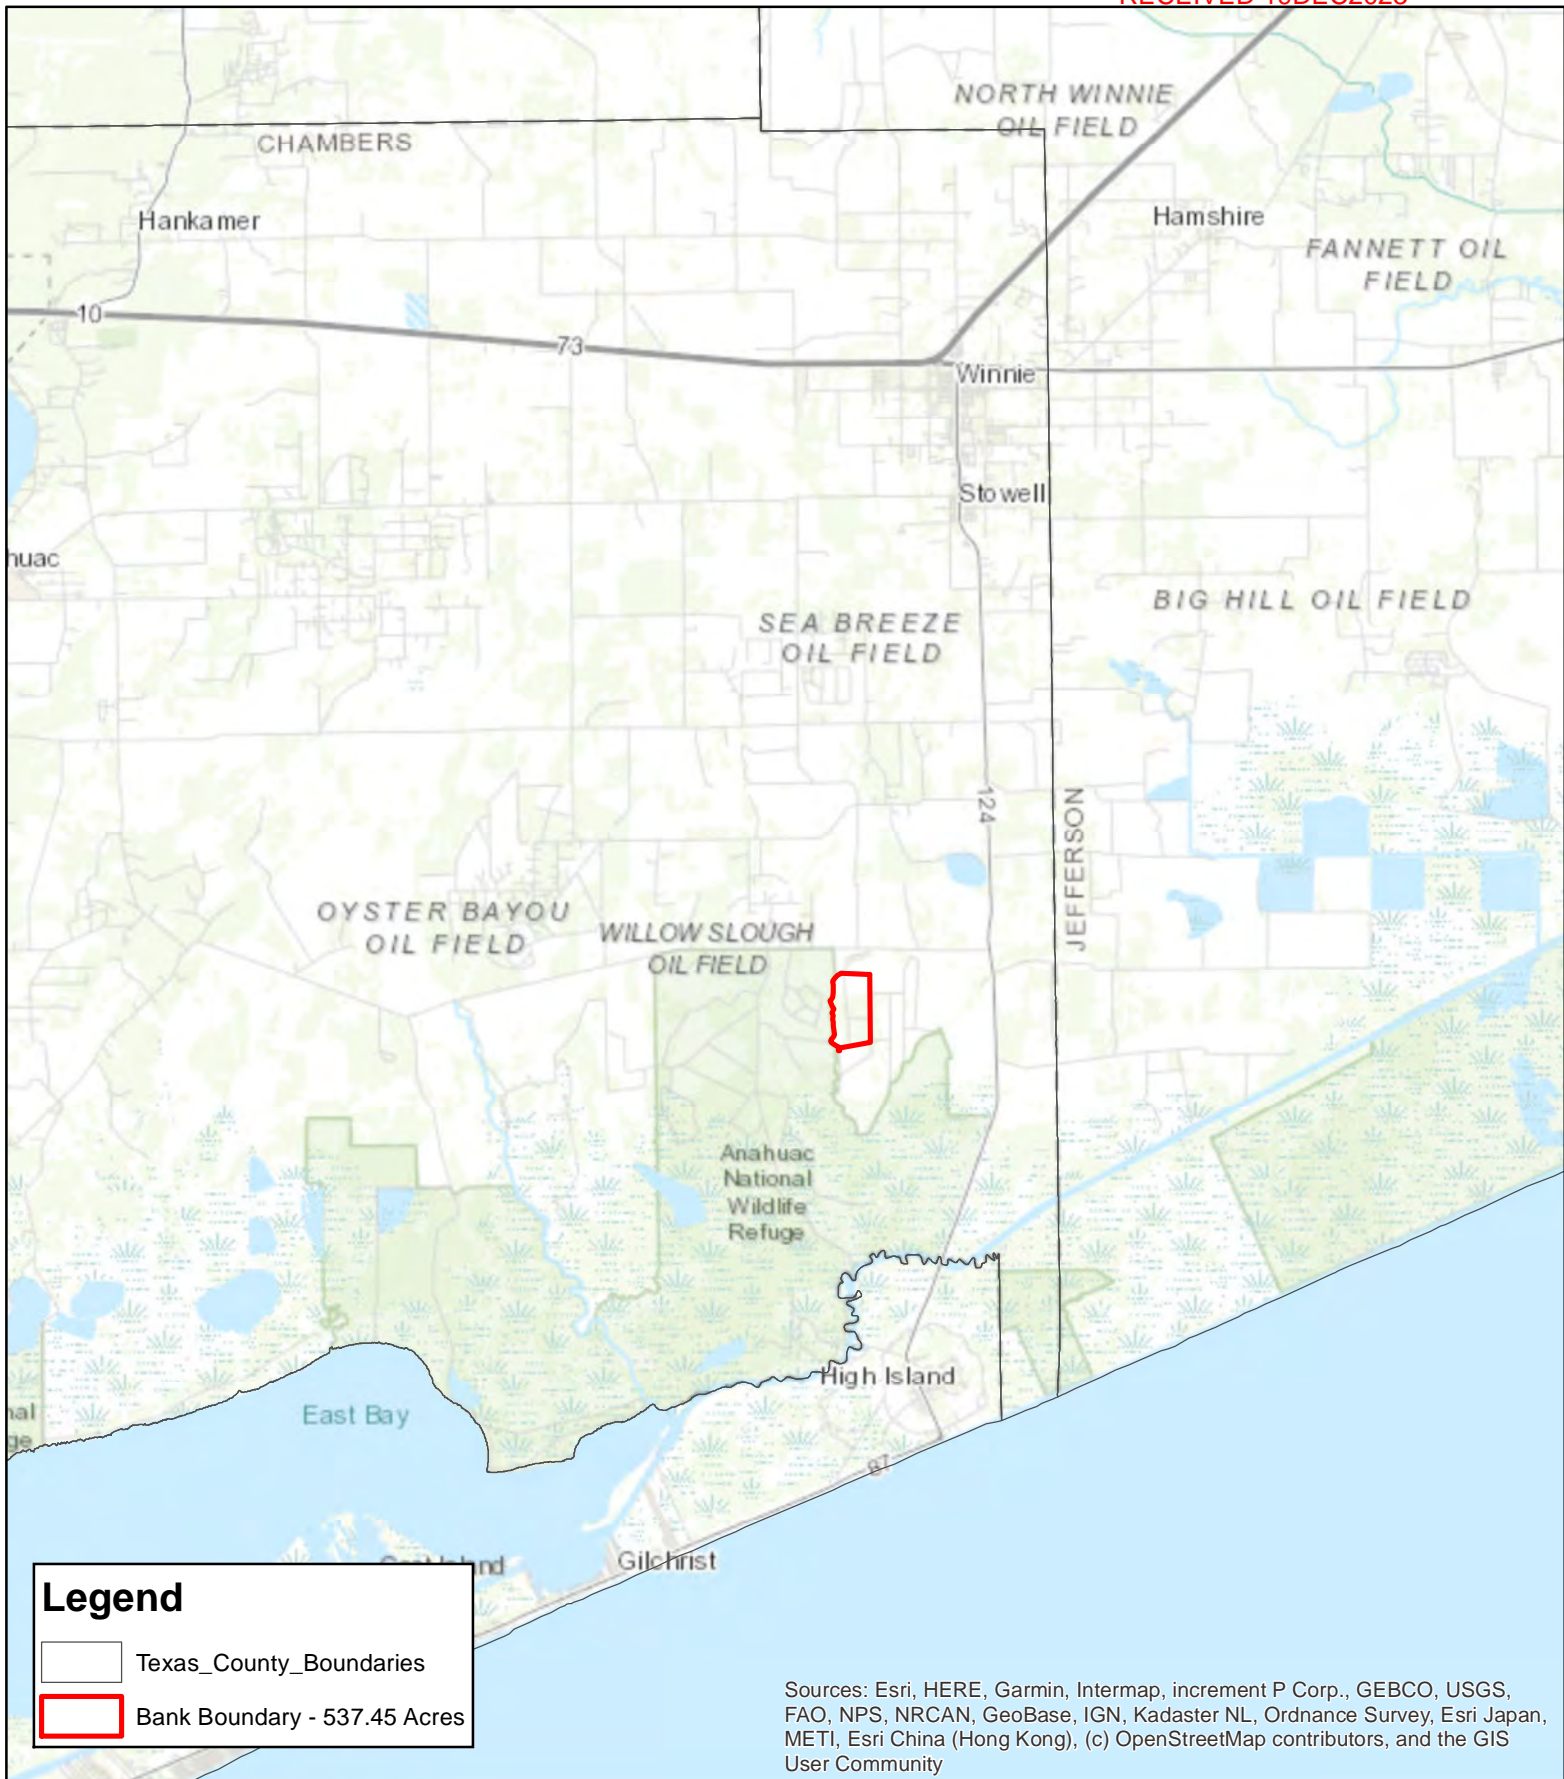 NORTH WINNIE
OIL FIELD
CHAMBERS
Hankamer
Hamshire
FANNETT OIL
FIELD
10
73
Winnie
Stowell
huac
BIG HILL OIL FIELD
SEA BREEZE
OIL FIELD
124
JEFFERSON
OYSTER BAYOU
OIL FIELD
WILLOW SLOUGH
OIL FIELD
Anahuac
National
Wildlife
Refuge
High Island
East Bay
nal
ge
87
Gilchrist
Legend
Texas_County_Boundaries
Bank Boundary - 537.45 Acres
Sources: Esri, HERE, Garmin, Intermap, increment P Corp., GEBCO, USGS,
FAO, NPS, NRCAN, GeoBase, IGN, Kadaster NL, Ordnance Survey, Esri Japan,
METI, Esri China (Hong Kong), (c) OpenStreetMap contributors, and the GIS
User Community